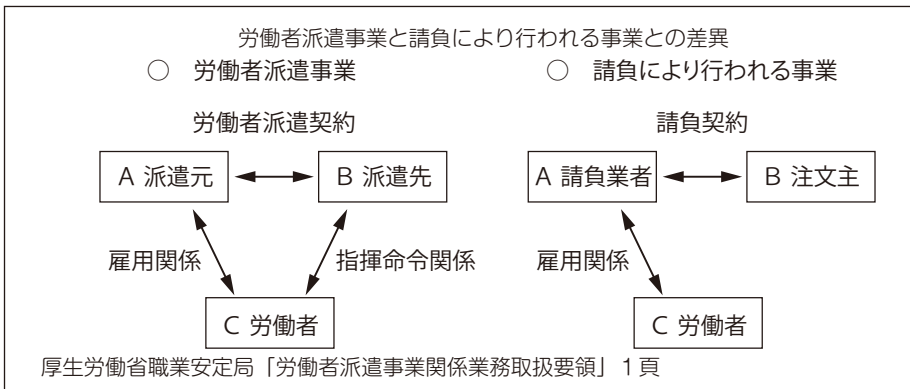 労働者派遣事業と請負により行われる事業との差異
○ 労働者派遣事業
労働者派遣契約
A 派遣元
B 派遣先
雇用関係
指揮命令関係
C 労働者
○ 請負により行われる事業
請負契約
A 請負業者
B 注文主
雇用関係
C 労働者
厚生労働省職業安定局「労働者派遣事業関係業務取扱要領」1頁